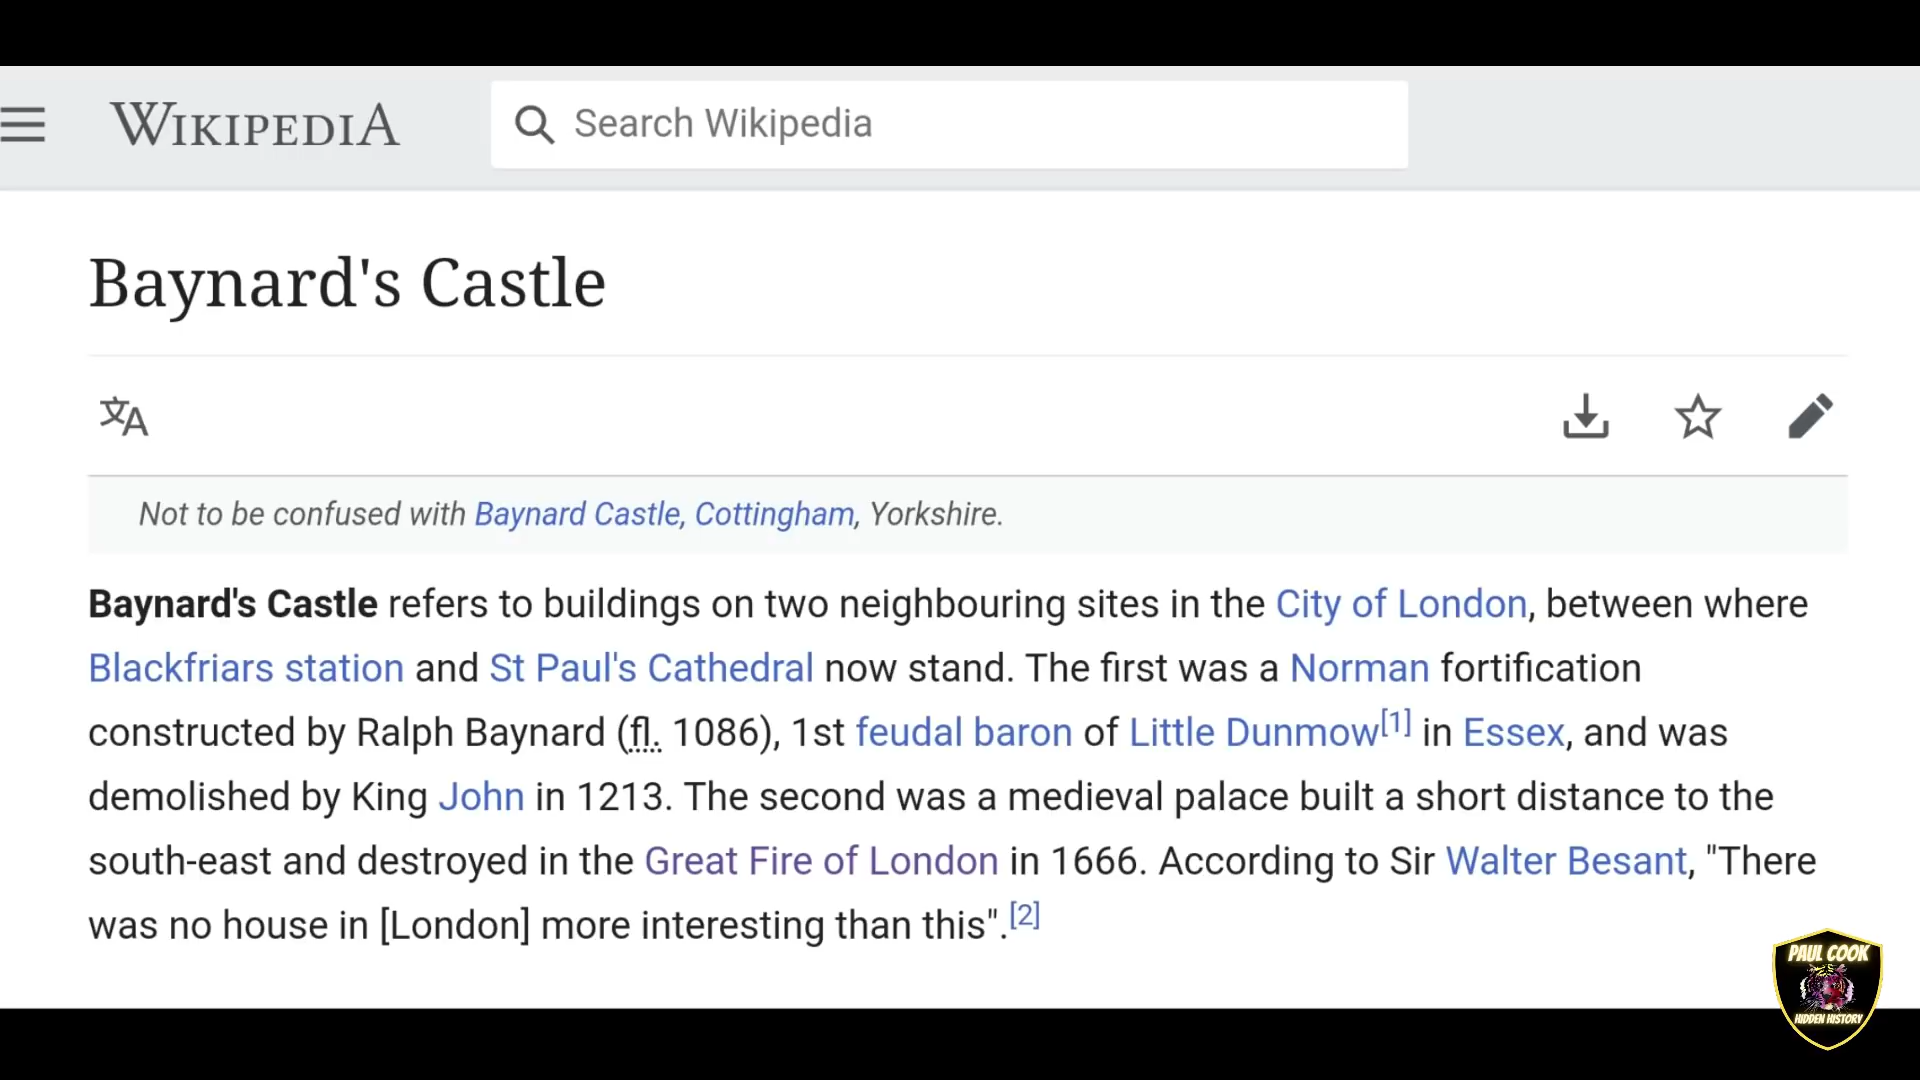 WIKIPEDIA
Search Wikipedia
Baynard's Castle
文A
Not to be confused with Baynard Castle, Cottingham, Yorkshire.
Baynard's Castle refers to buildings on two neighbouring sites in the City of London, between where
Blackfriars station and St Paul's Cathedral now stand. The first was a Norman fortification
constructed by Ralph Baynard (fl. 1086), 1st feudal baron of Little Dunmow[1] in Essex, and was
demolished by King John in 1213. The second was a medieval palace built a short distance to the
south-east and destroyed in the Great Fire of London in 1666. According to Sir Walter Besant, "There
was no house in [London] more interesting than this".[2]
PAUL COOK
HIDDEN HISTORY